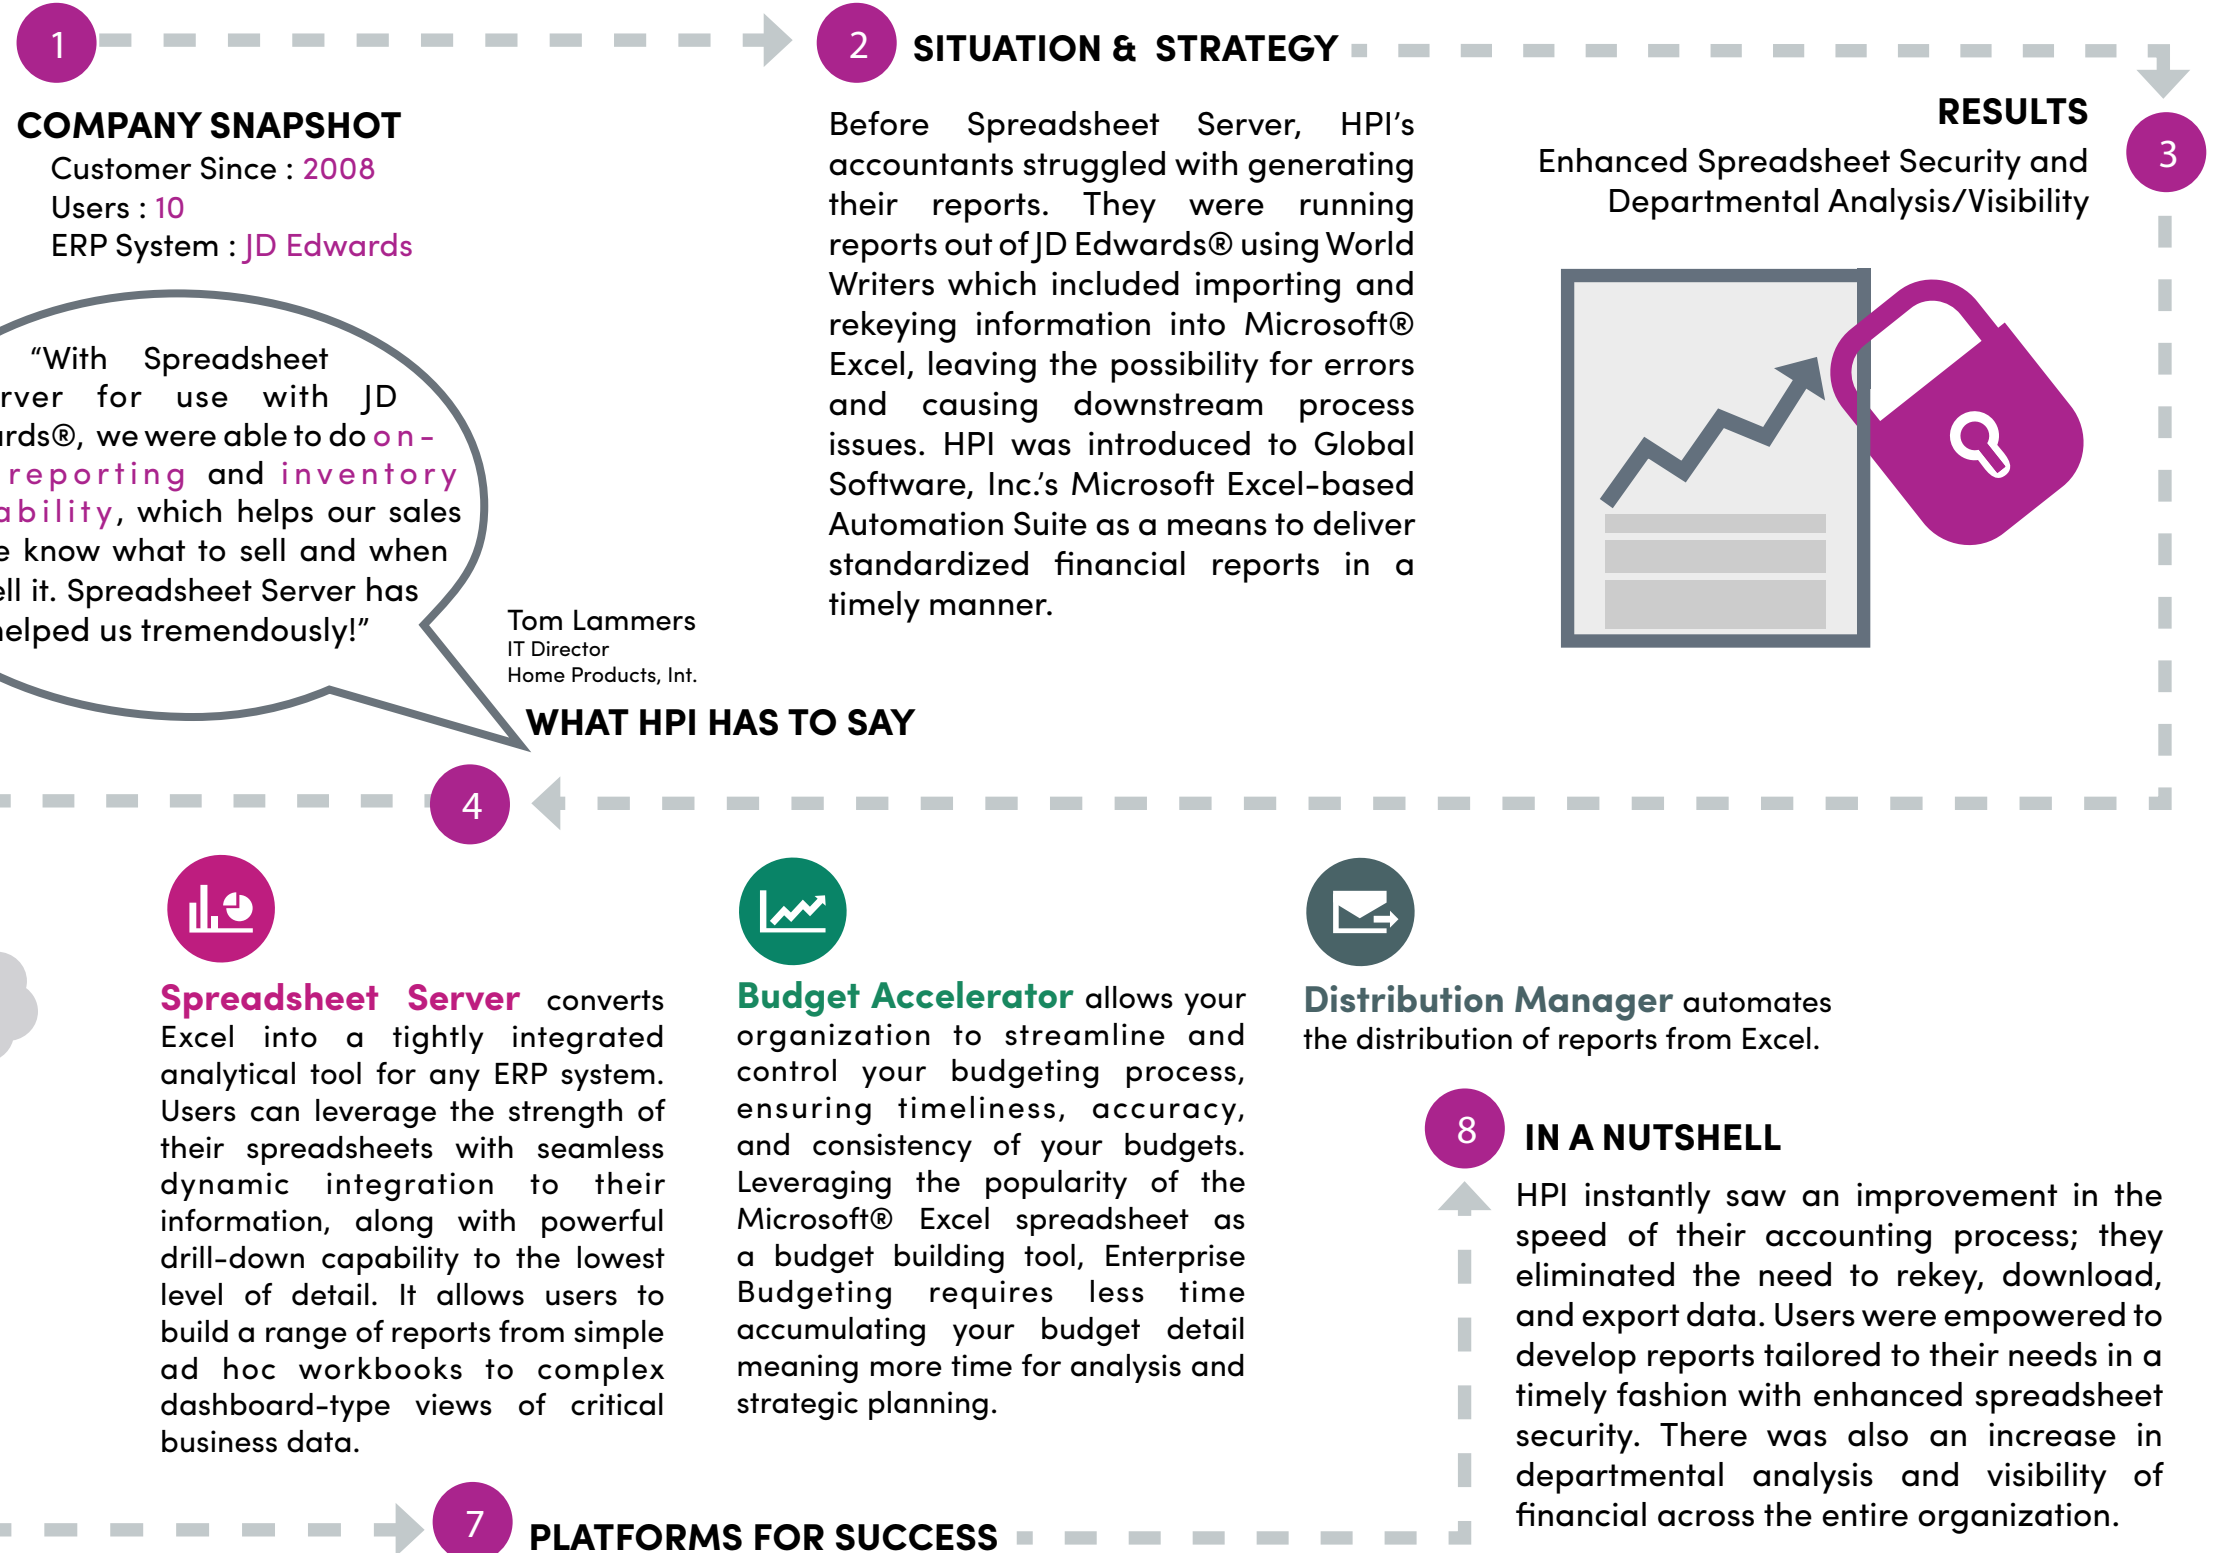 1
COMPANY SNAPSHOT
Customer Since : 2008
Users : 10
ERP System : JD Edwards
2
SITUATION & STRATEGY
Before Spreadsheet Server, HPI's
accountants struggled with generating
their reports. They were running
reports out of JD Edwards® using World
Writers which included importing and
rekeying information into Microsoft®
Excel, leaving the possibility for errors
and causing downstream process
issues. HPI was introduced to Global
Software, Inc.'s Microsoft Excel-based
Automation Suite as a means to deliver
standardized financial reports in a
timely manner.
RESULTS
3
Enhanced Spreadsheet Security and
Departmental Analysis/Visibility
“With Spreadsheet
for use with JD
we were able to do on-
reporting and inventory
which helps our sales
know what to sell and when
it. Spreadsheet Server has
us tremendously!”
Tom Lammers
IT Director
Home Products, Int.
WHAT HPI HAS TO SAY
4
Spreadsheet Server converts
Excel into a tightly integrated
analytical tool for any ERP system.
Users can leverage the strength of
their spreadsheets with seamless
dynamic integration to their
information, along with powerful
drill-down capability to the lowest
level of detail. It allows users to
build a range of reports from simple
ad hoc workbooks to complex
dashboard-type views of critical
business data.
Budget Accelerator allows your
organization to streamline and
control your budgeting process,
ensuring timeliness, accuracy,
and consistency of your budgets.
Leveraging the popularity of the
Microsoft® Excel spreadsheet as
a budget building tool, Enterprise
Budgeting requires less time
accumulating your budget detail
meaning more time for analysis and
strategic planning.
Distribution Manager automates
the distribution of reports from Excel.
7
PLATFORMS FOR SUCCESS
8
IN A NUTSHELL
HPI instantly saw an improvement in the
speed of their accounting process; they
eliminated the need to rekey, download,
and export data. Users were empowered to
develop reports tailored to their needs in a
timely fashion with enhanced spreadsheet
security. There was also an increase in
departmental analysis and visibility of
financial across the entire organization.